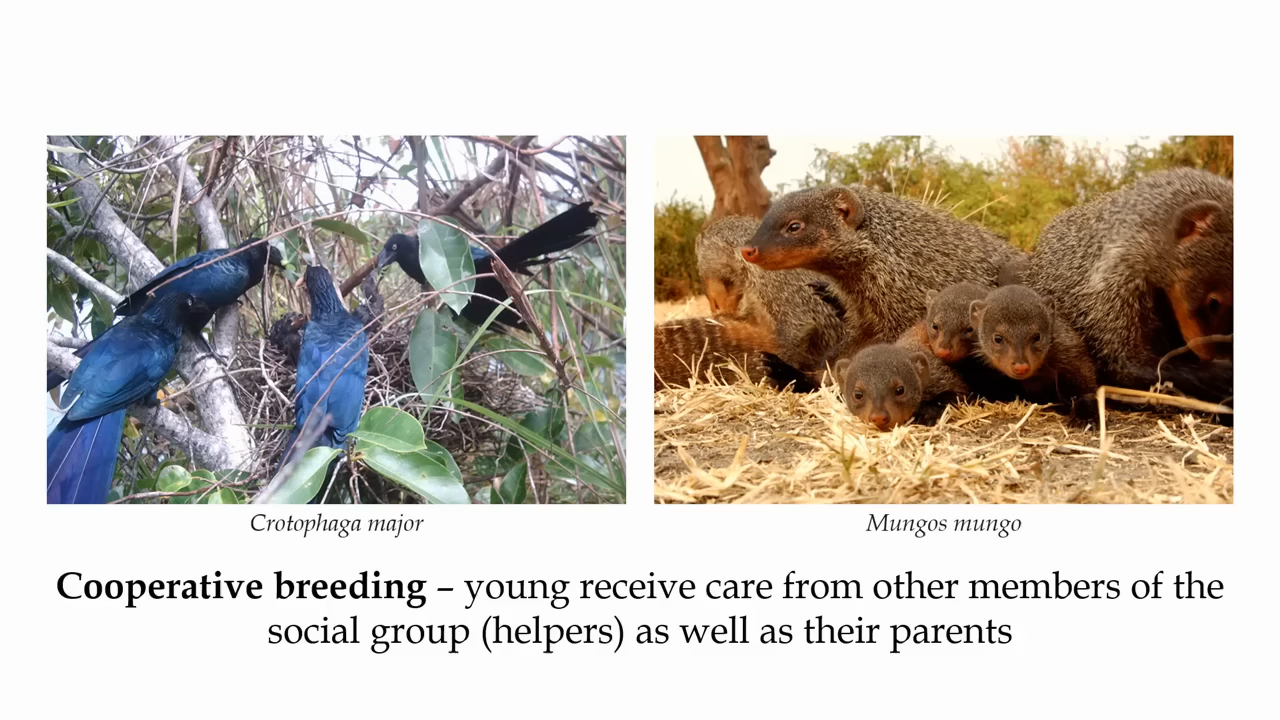 Crotophaga major
Mungos mungo
Cooperative breeding – young receive care from other members of the
social group (helpers) as well as their parents